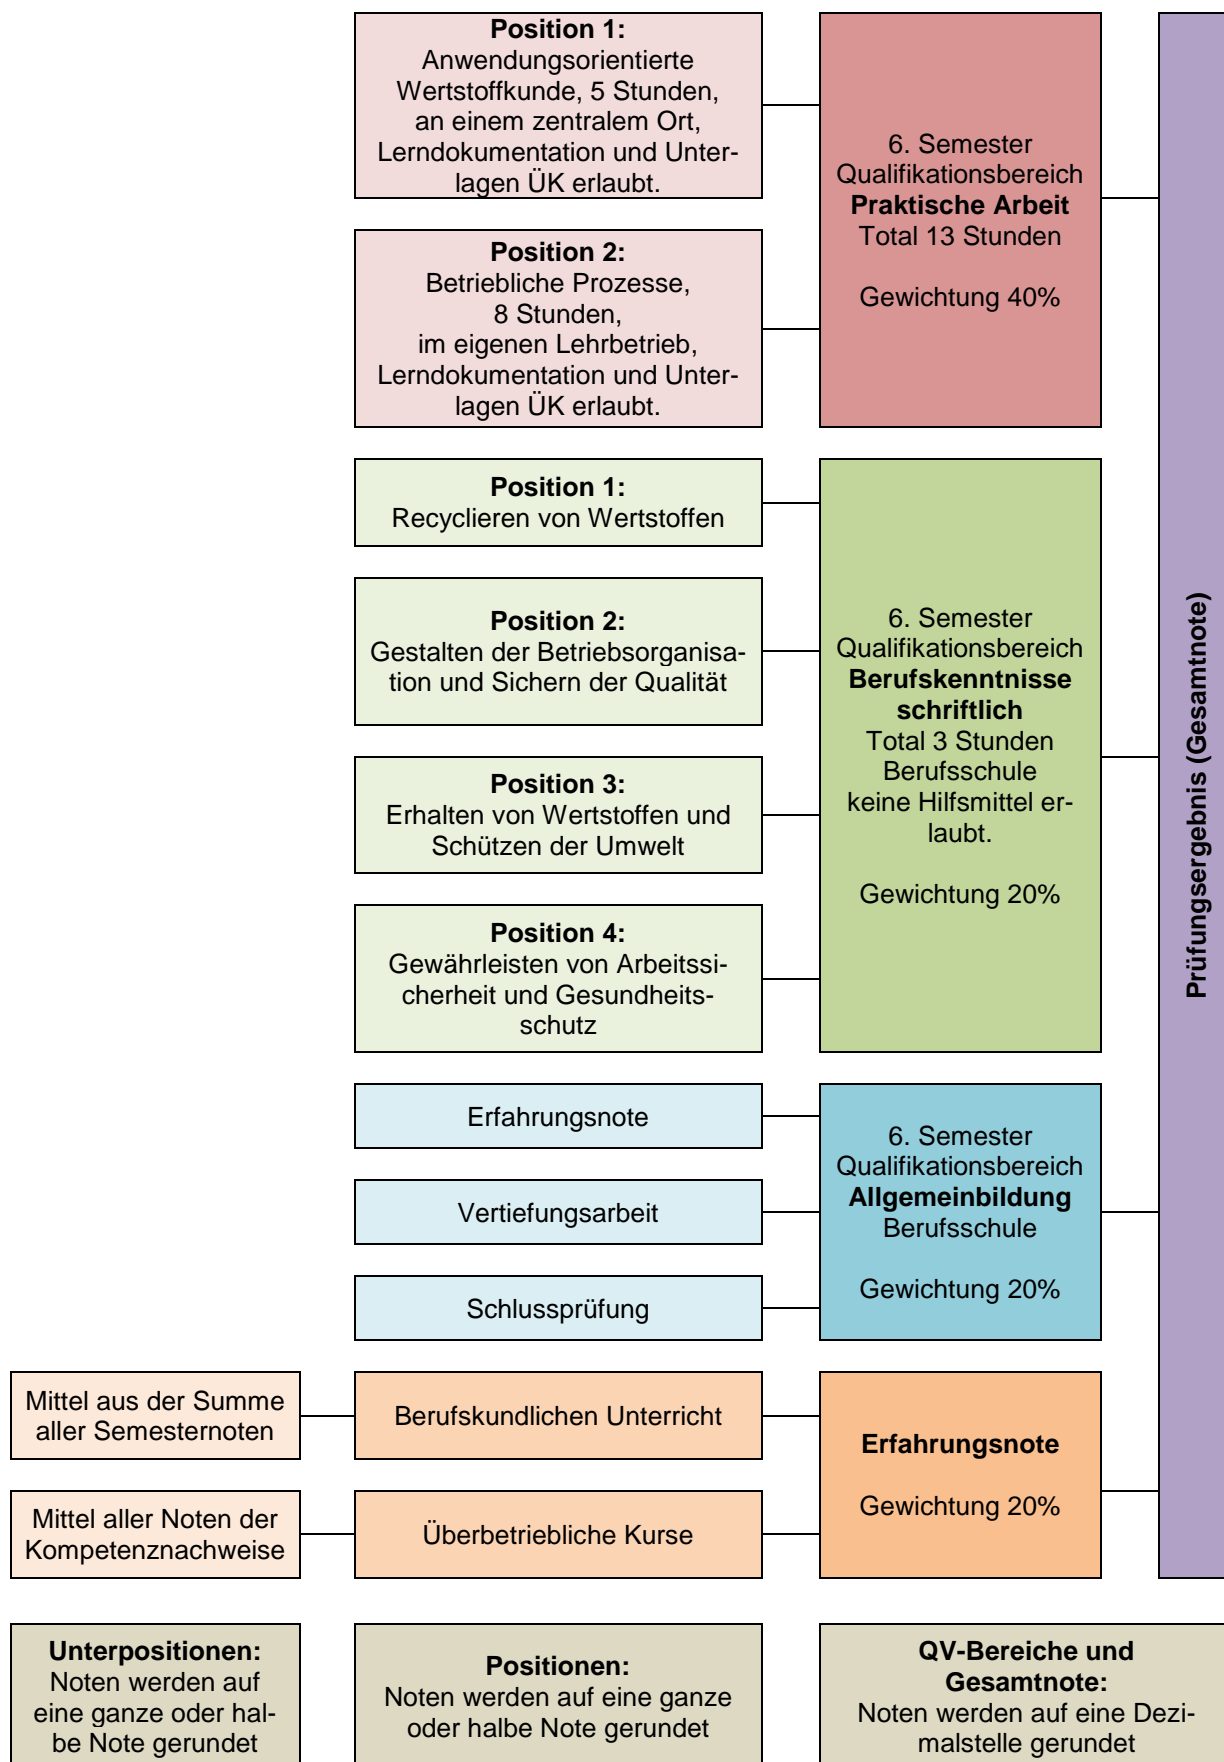 Position 1:
Anwendungsorientierte
Wertstoffkunde, 5 Stunden,
an einem zentralem Ort,
Lerndokumentation und Unter-
lagen ÜK erlaubt.
6. Semester
Qualifikationsbereich
Praktische Arbeit
Total 13 Stunden
Gewichtung 40%
Position 2:
Betriebliche Prozesse,
8 Stunden,
im eigenen Lehrbetrieb,
Lerndokumentation und Unter-
lagen ÜK erlaubt.
Position 1:
Recyclieren von Wertstoffen
Position 2:
Gestalten der Betriebsorganisa-
tion und Sichern der Qualität
Position 3:
Erhalten von Wertstoffen und
Schützen der Umwelt
Position 4:
Gewährleisten von Arbeitssi-
cherheit und Gesundheits-
schutz
6. Semester
Qualifikationsbereich
Berufskenntnisse
schriftlich
Total 3 Stunden
Berufsschule
keine Hilfsmittel er-
laubt.
Gewichtung 20%
Prüfungsergebnis (Gesamtnote)
Erfahrungsnote
Vertiefungsarbeit
Schlussprüfung
6. Semester
Qualifikationsbereich
Allgemeinbildung
Berufsschule
Gewichtung 20%
Mittel aus der Summe
aller Semesternoten
Berufskundlichen Unterricht
Mittel aller Noten der
Kompetenznachweise
Überbetriebliche Kurse
Erfahrungsnote
Gewichtung 20%
Unterpositionen:
Noten werden auf
eine ganze oder hal-
be Note gerundet
Positionen:
Noten werden auf eine ganze
oder halbe Note gerundet
QV-Bereiche und
Gesamtnote:
Noten werden auf eine Dezi-
malstelle gerundet